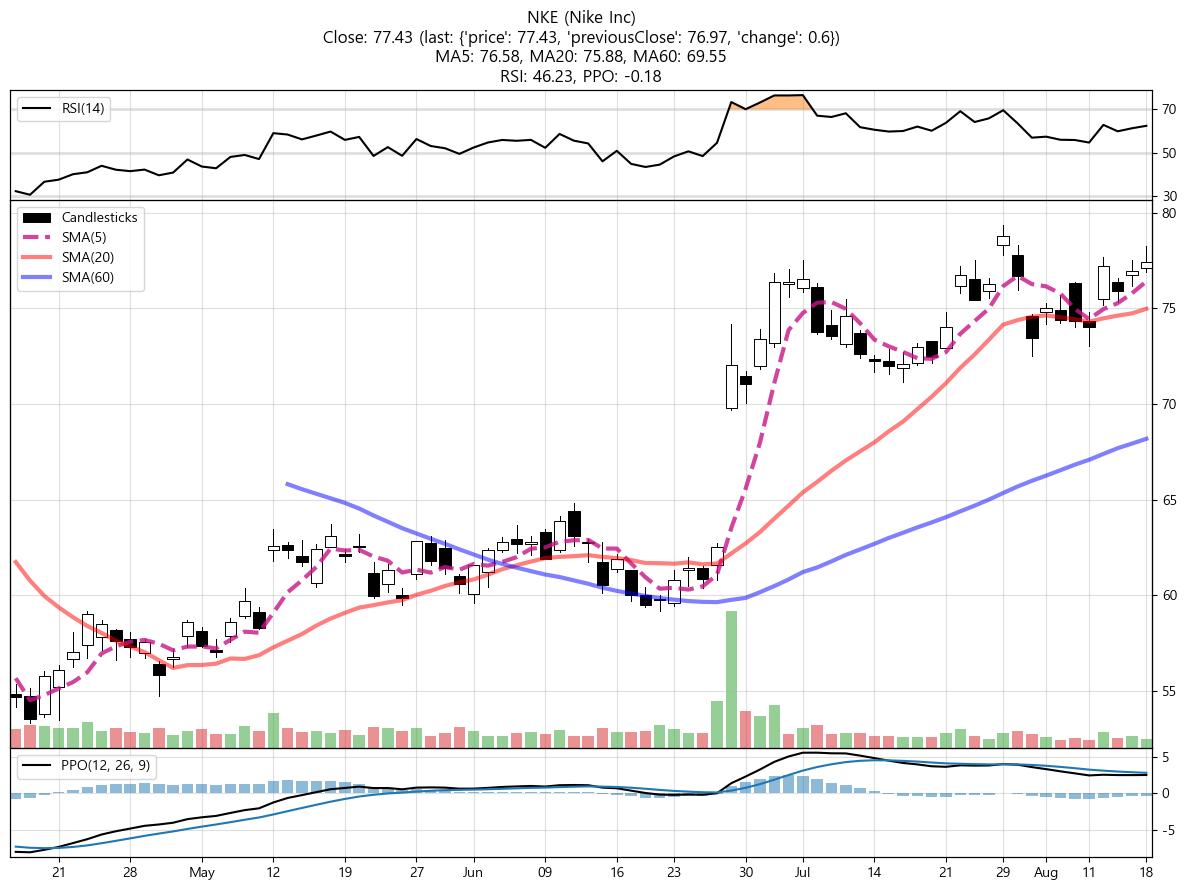 NKE (Nike Inc)
Close: 77.43 (last: {'price': 77.43, 'previousClose': 76.97, 'change': 0.6})
MA5: 76.58, MA20: 75.88, MA60: 69.55
RSI: 46.23, PPO: -0.18
RSI(14)
70
50
30
Candlesticks
SMA(5)
SMA(20)
SMA(60)
80
75
70
65
60
55
PPO(12, 26, 9)
5
0
-5
21 28 May 12 19 27 Jun 09 16 23 30 Jul 14 21 29 Aug 11 18